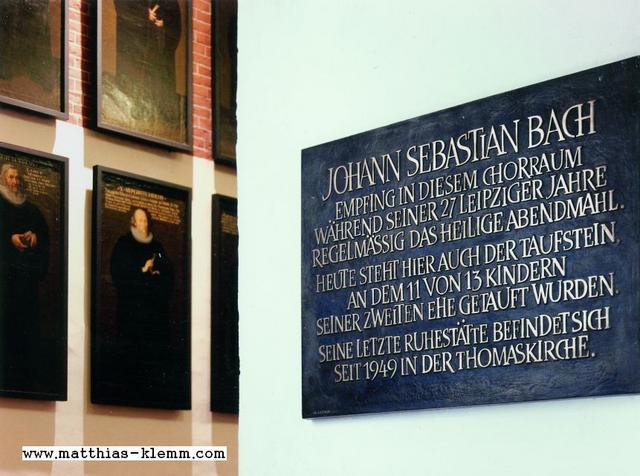 JOHANN SEBASTIAN BACH
EMPFING IN DIESEM CHORRAUM
WÄHREND SEINER 27 LEIPZIGER JAHRE
REGELMÄSSIG DAS HEILIGE ABENDMAHL.
HEUTE STEHT HIER AUCH DER TAUFSTEIN,
AN DEM 11 VON 13 KINDERN
SEINER ZWEITEN EHE GETAUFT WURDEN.
SEINE LETZTE RUHESTÄTTE BEFINDET SICH
SEIT 1949 IN DER THOMASKIRCHE.
www.matthias-klemm.com